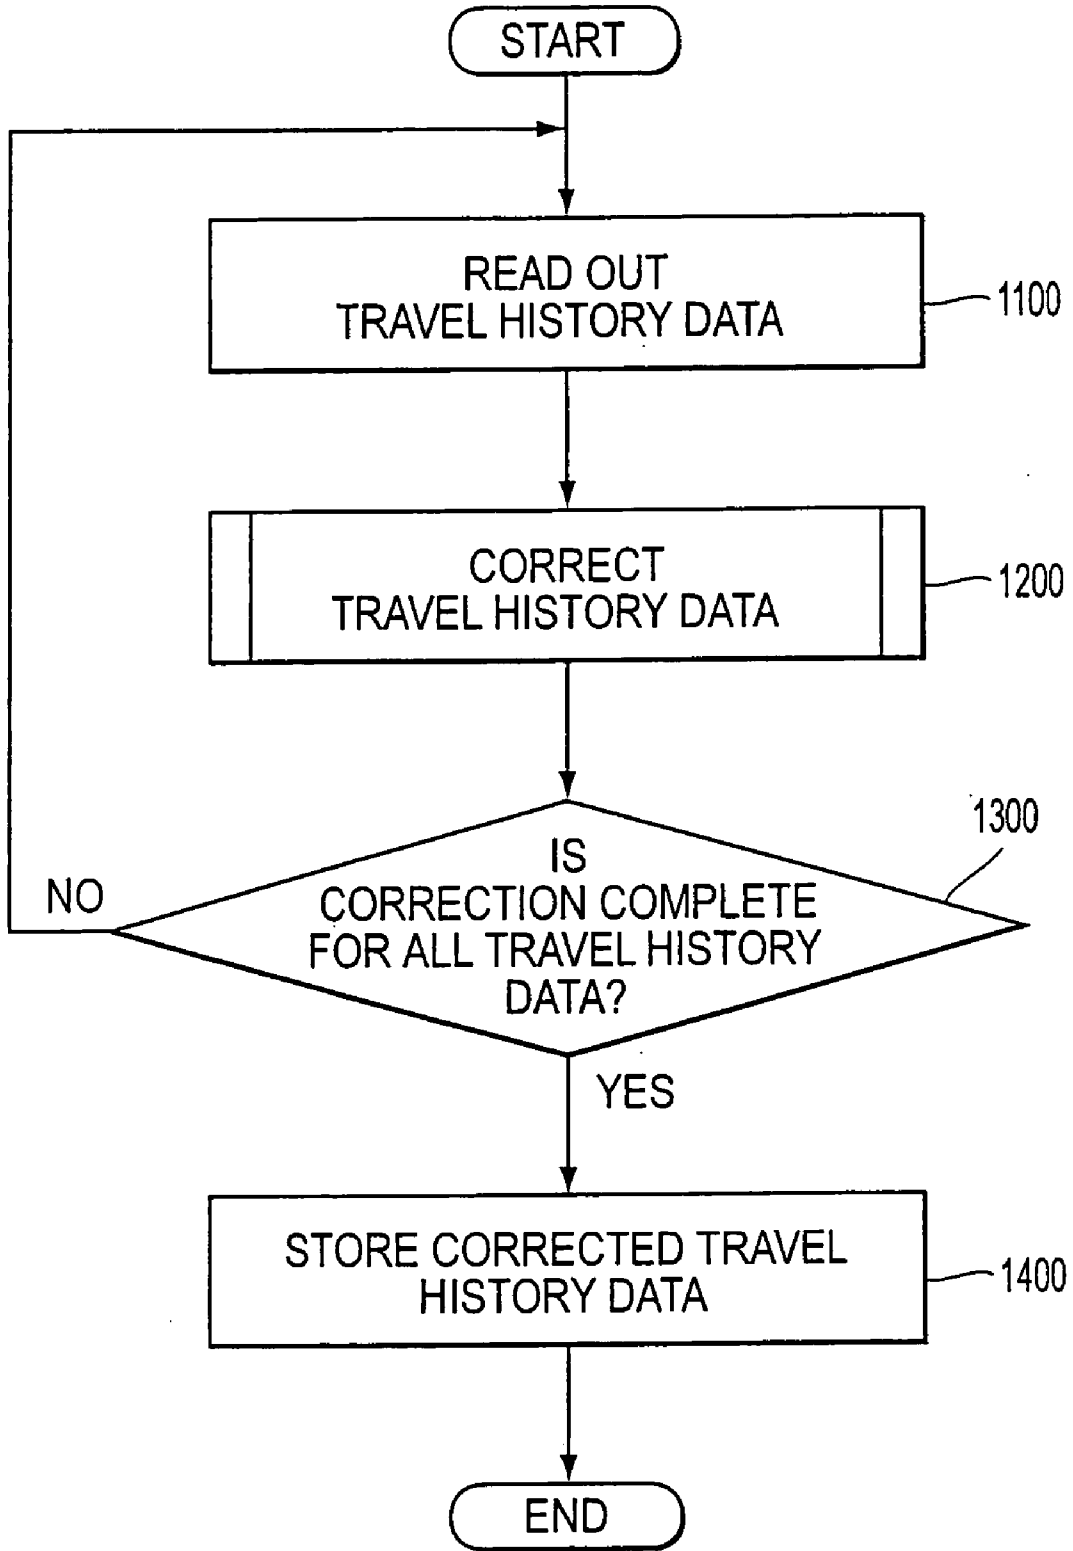 START
READ OUT
TRAVEL HISTORY DATA
1100
CORRECT
TRAVEL HISTORY DATA
1200
1300
IS
CORRECTION COMPLETE
FOR ALL TRAVEL HISTORY
DATA?
NO
YES
STORE CORRECTED TRAVEL
HISTORY DATA
1400
END